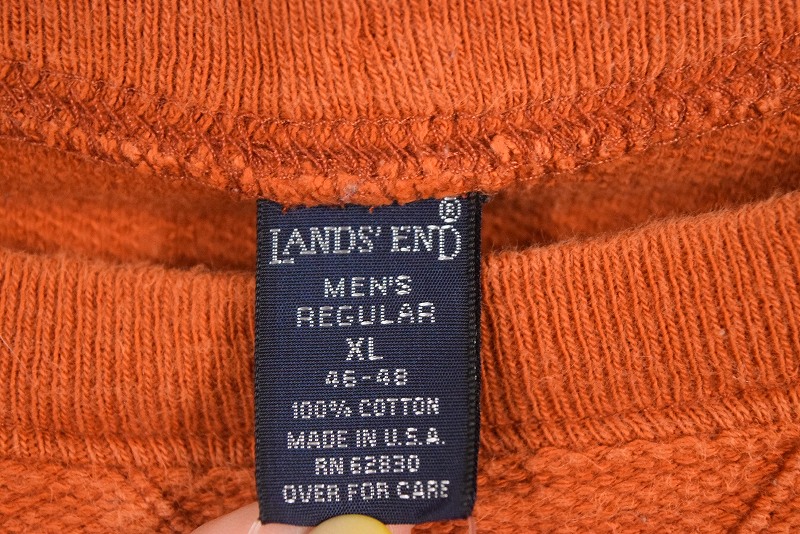 LANDS' END®
MEN'S
REGULAR
XL
46-48
100% COTTON
MADE IN U.S.A.
RN 62830
OVER FOR CARE